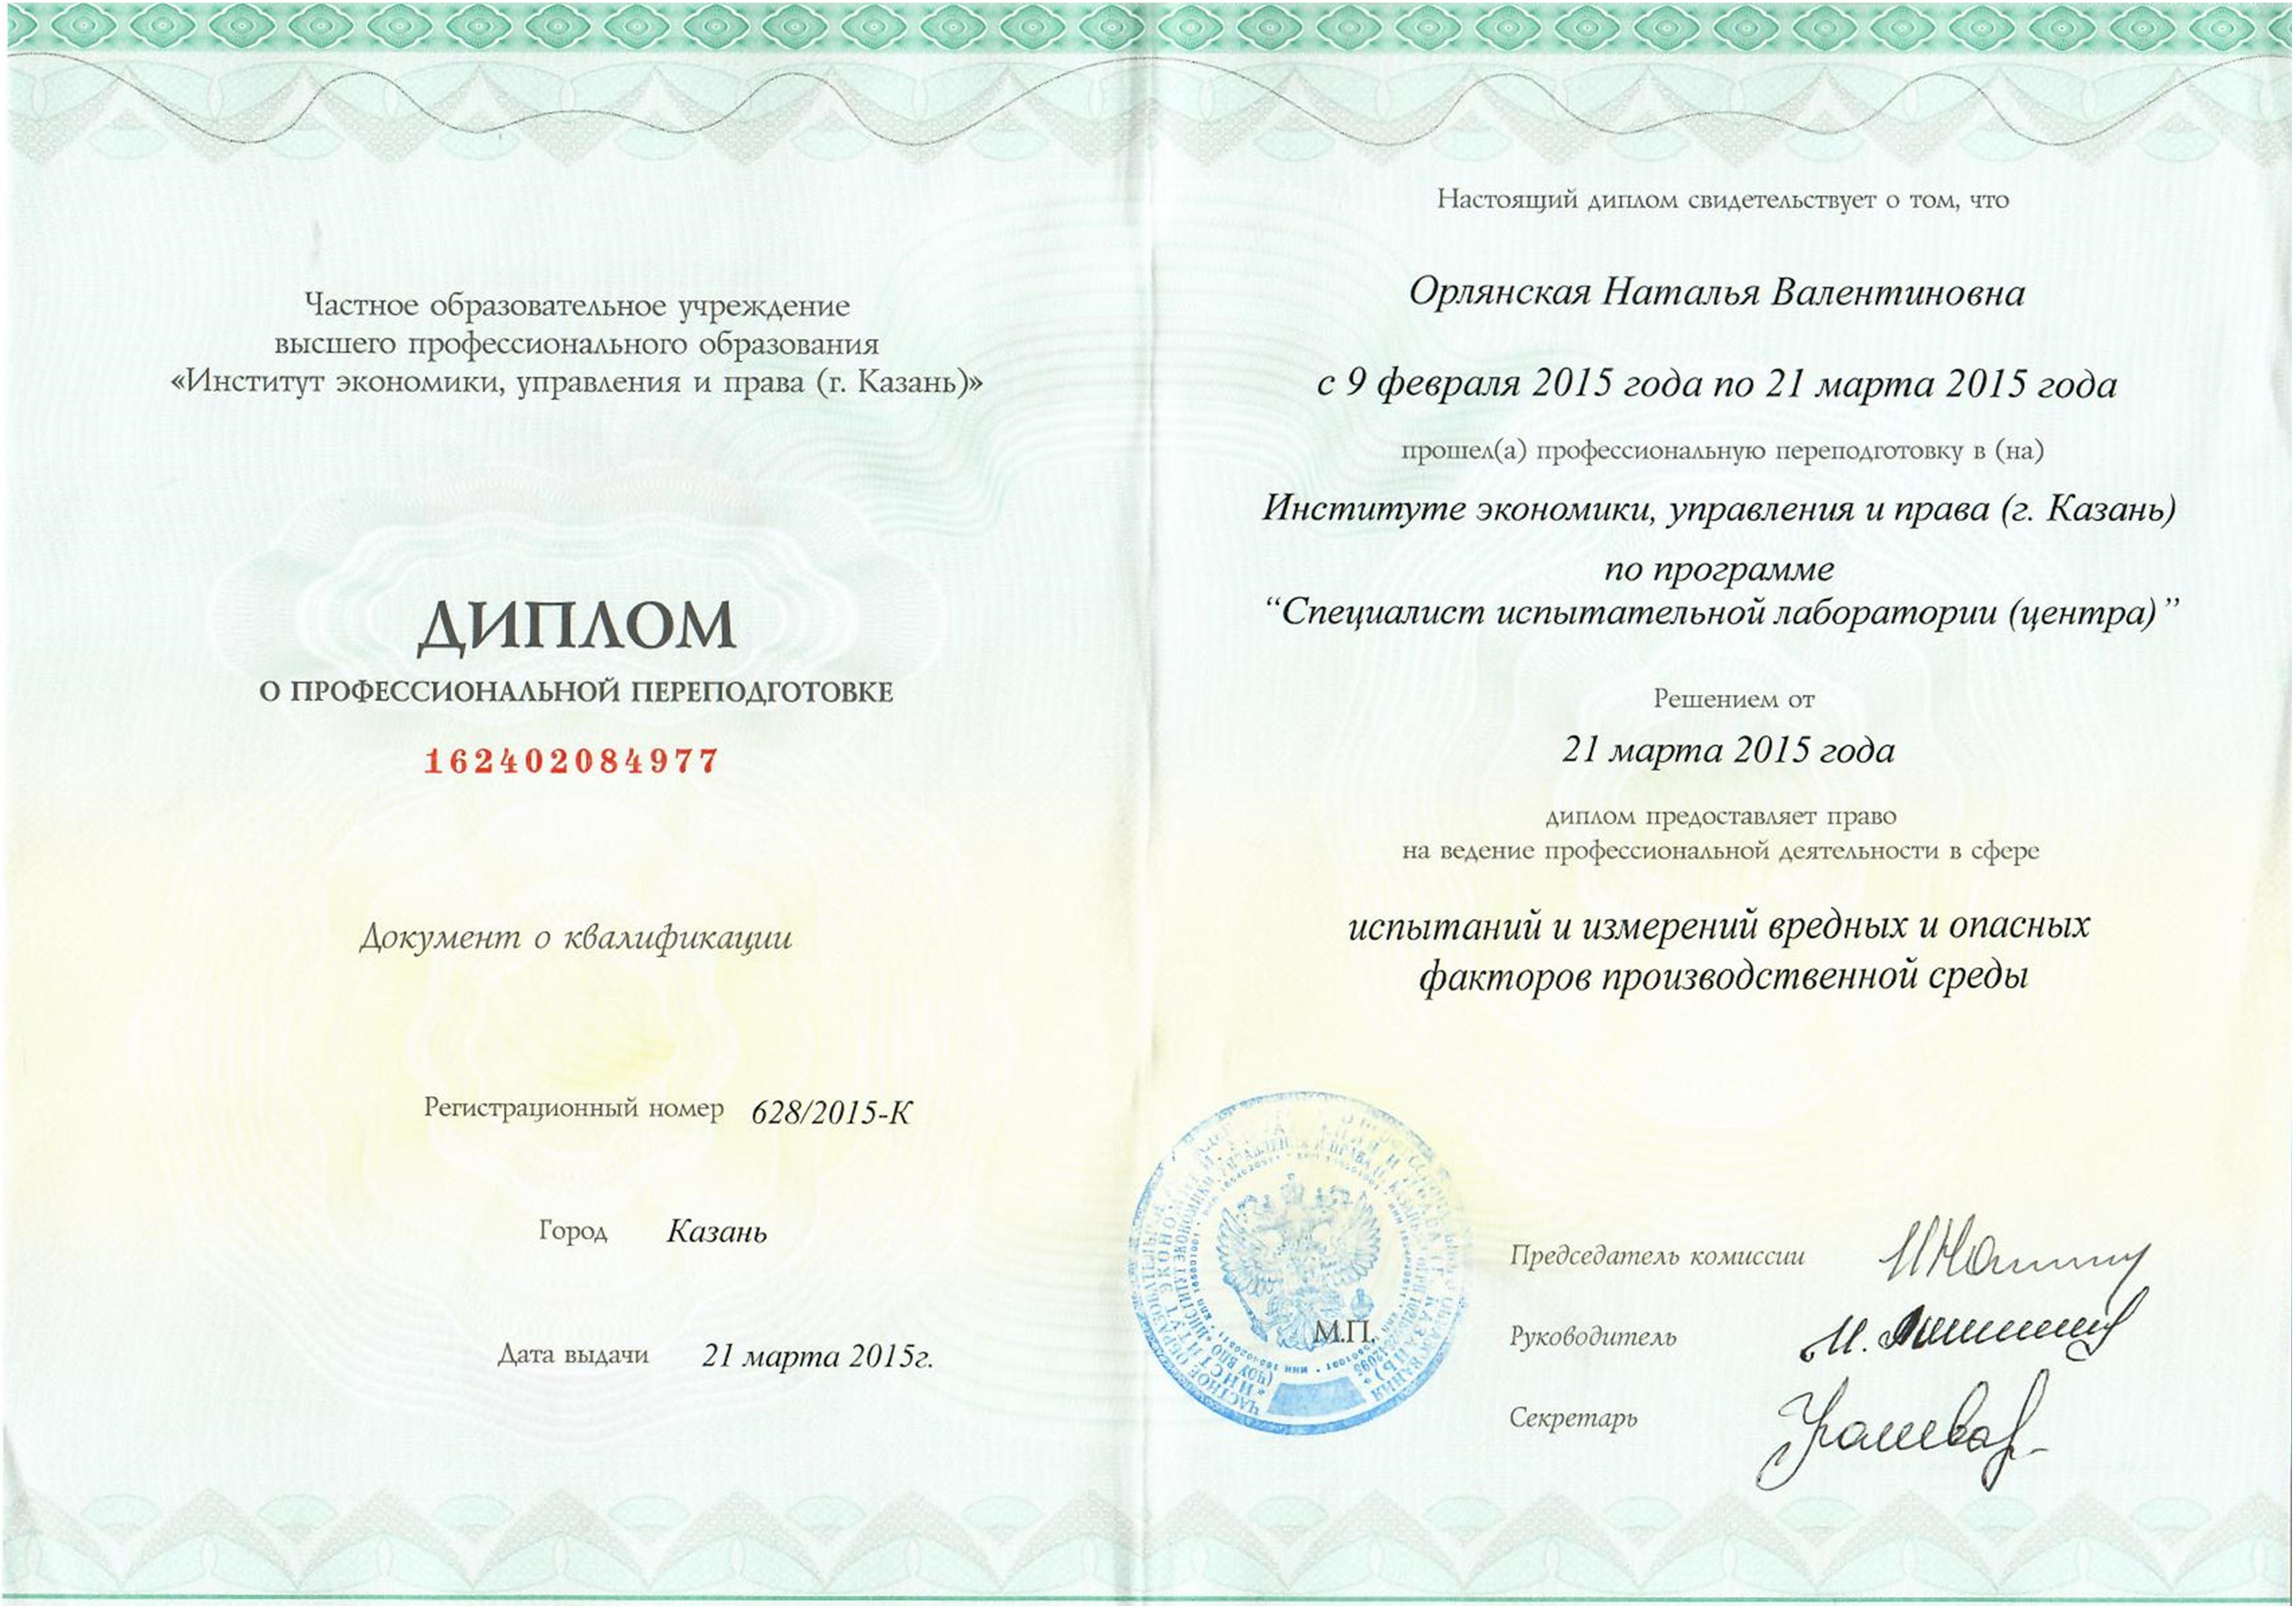 Частное образовательное учреждение
высшего профессионального образования
«Институт экономики, управления и права (г. Казань)»
ДИПЛОМ
О ПРОФЕССИОНАЛЬНОЙ ПЕРЕПОДГОТОВКЕ
162402084977
Документ о квалификации
Регистрационный номер 628/2015-К
Город Казань
Дата выдачи 21 марта 2015г.
Настоящий диплом свидетельствует о том, что
Орлянская Наталья Валентиновна
с 9 февраля 2015 года по 21 марта 2015 года
прошел(а) профессиональную переподготовку в (на)
Институте экономики, управления и права (г. Казань)
по программе
“Специалист испытательной лаборатории (центра)”
Решением от
21 марта 2015 года
диплом предоставляет право
на ведение профессиональной деятельности в сфере
испытаний и измерений вредных и опасных
факторов производственной среды
М.П.
Председатель комиссии
Руководитель
Секретарь